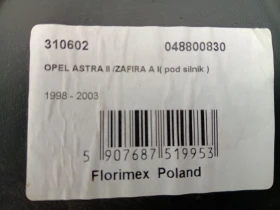 310602 048800830
OPEL ASTRA II /ZAFIRA A I( pod silnik )
1998 - 2003
5 907687 519953
Florimex Poland